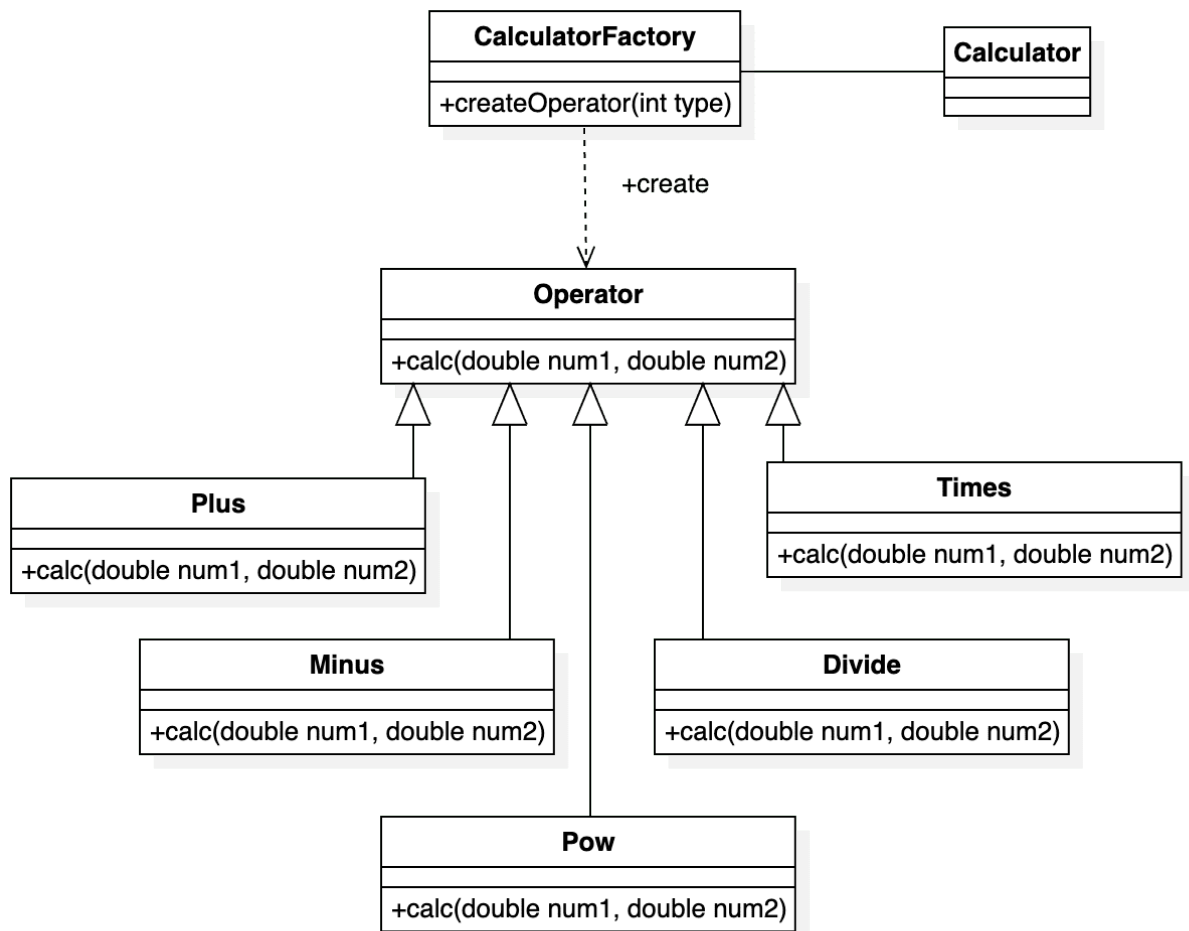 CalculatorFactory
+createOperator(int type)
Calculator
+create
Operator
+calc(double num1, double num2)
Plus
+calc(double num1, double num2)
Times
+calc(double num1, double num2)
Minus
+calc(double num1, double num2)
Divide
+calc(double num1, double num2)
Pow
+calc(double num1, double num2)